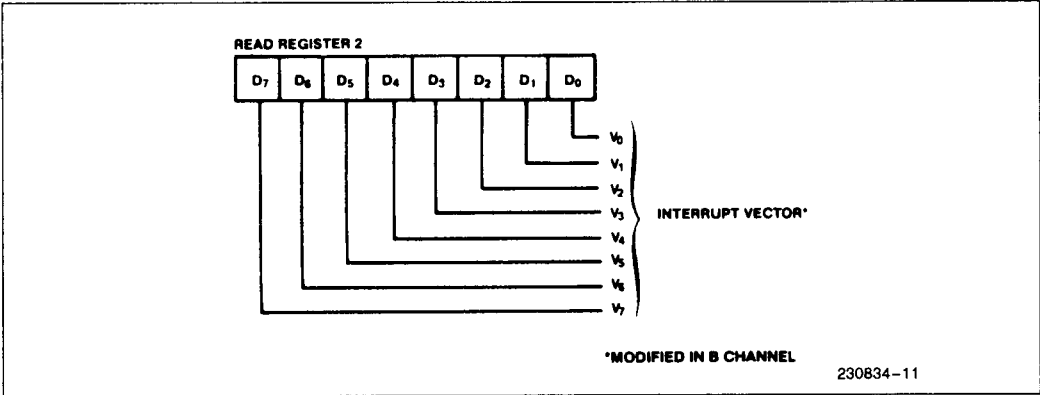 READ REGISTER 2
D₇ D₆ D₅ D₄ D₃ D₂ D₁ D₀
V₀
V₁
V₂
V₃ INTERRUPT VECTOR*
V₄
V₅
V₆
V₇
*MODIFIED IN B CHANNEL
230834–11